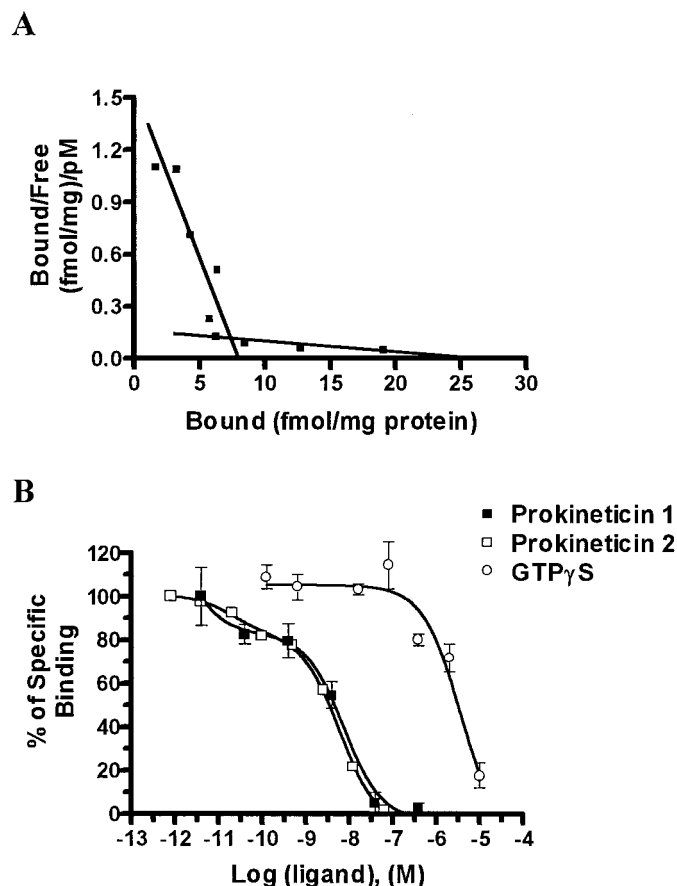 A
Bound/Free
(fmol/mg)/pM
1.5
1.2
0.9
0.6
0.3
0.0
0 5 10 15 20 25 30
Bound (fmol/mg protein)
B
■ Prokineticin 1
□ Prokineticin 2
○ GTPγS
% of Specific
Binding
120
100
80
60
40
20
0
-13 -12 -11 -10 -9 -8 -7 -6 -5 -4
Log (ligand), (M)